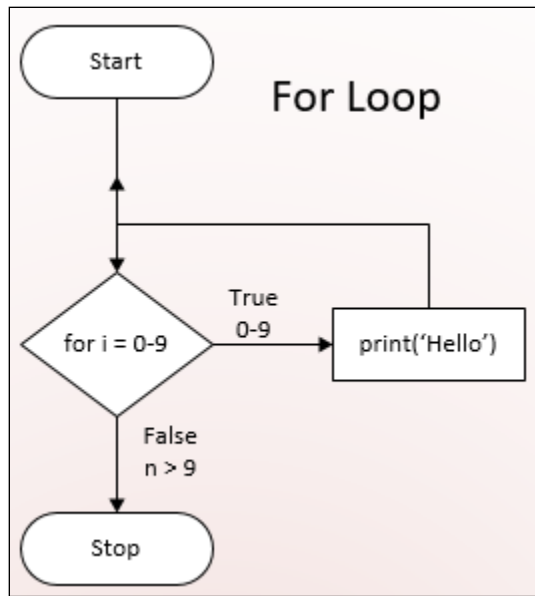 Start
For Loop
for i = 0-9
True
0-9
print(‘Hello’)
False
n > 9
Stop